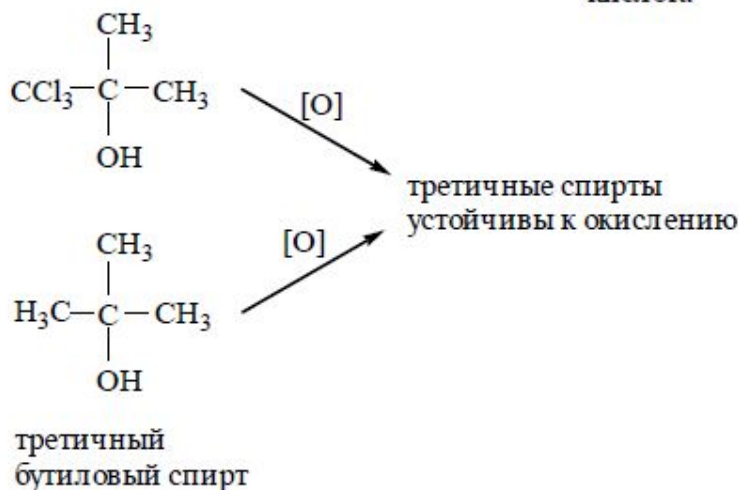 CH3
CCl3—C—CH3
OH
[O]
третичные спирты
устойчивы к окислению
CH3
[O]
H3C—C—CH3
OH
третичный
бутиловый спирт